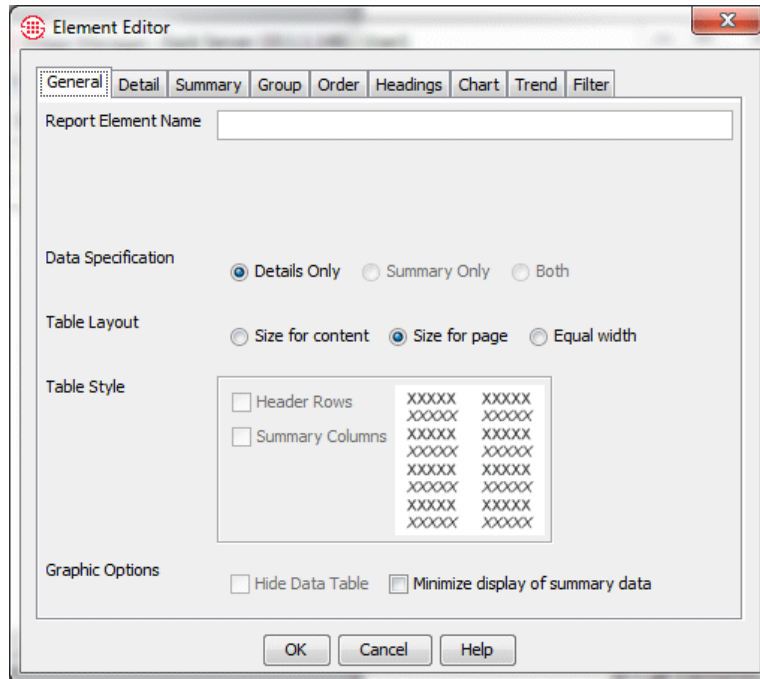 Element Editor
General Detail Summary Group Order Headings Chart Trend Filter
Report Element Name
Data Specification
Details Only Summary Only Both
Table Layout
Size for content Size for page Equal width
Table Style
Header Rows
Summary Columns
XXXXX XXXXX
XXXXX XXXXX
XXXXX XXXXX
XXXXX XXXXX
XXXXX XXXXX
XXXXX XXXXX
XXXXX XXXXX
XXXXX XXXXX
Graphic Options
Hide Data Table Minimize display of summary data
OK Cancel Help